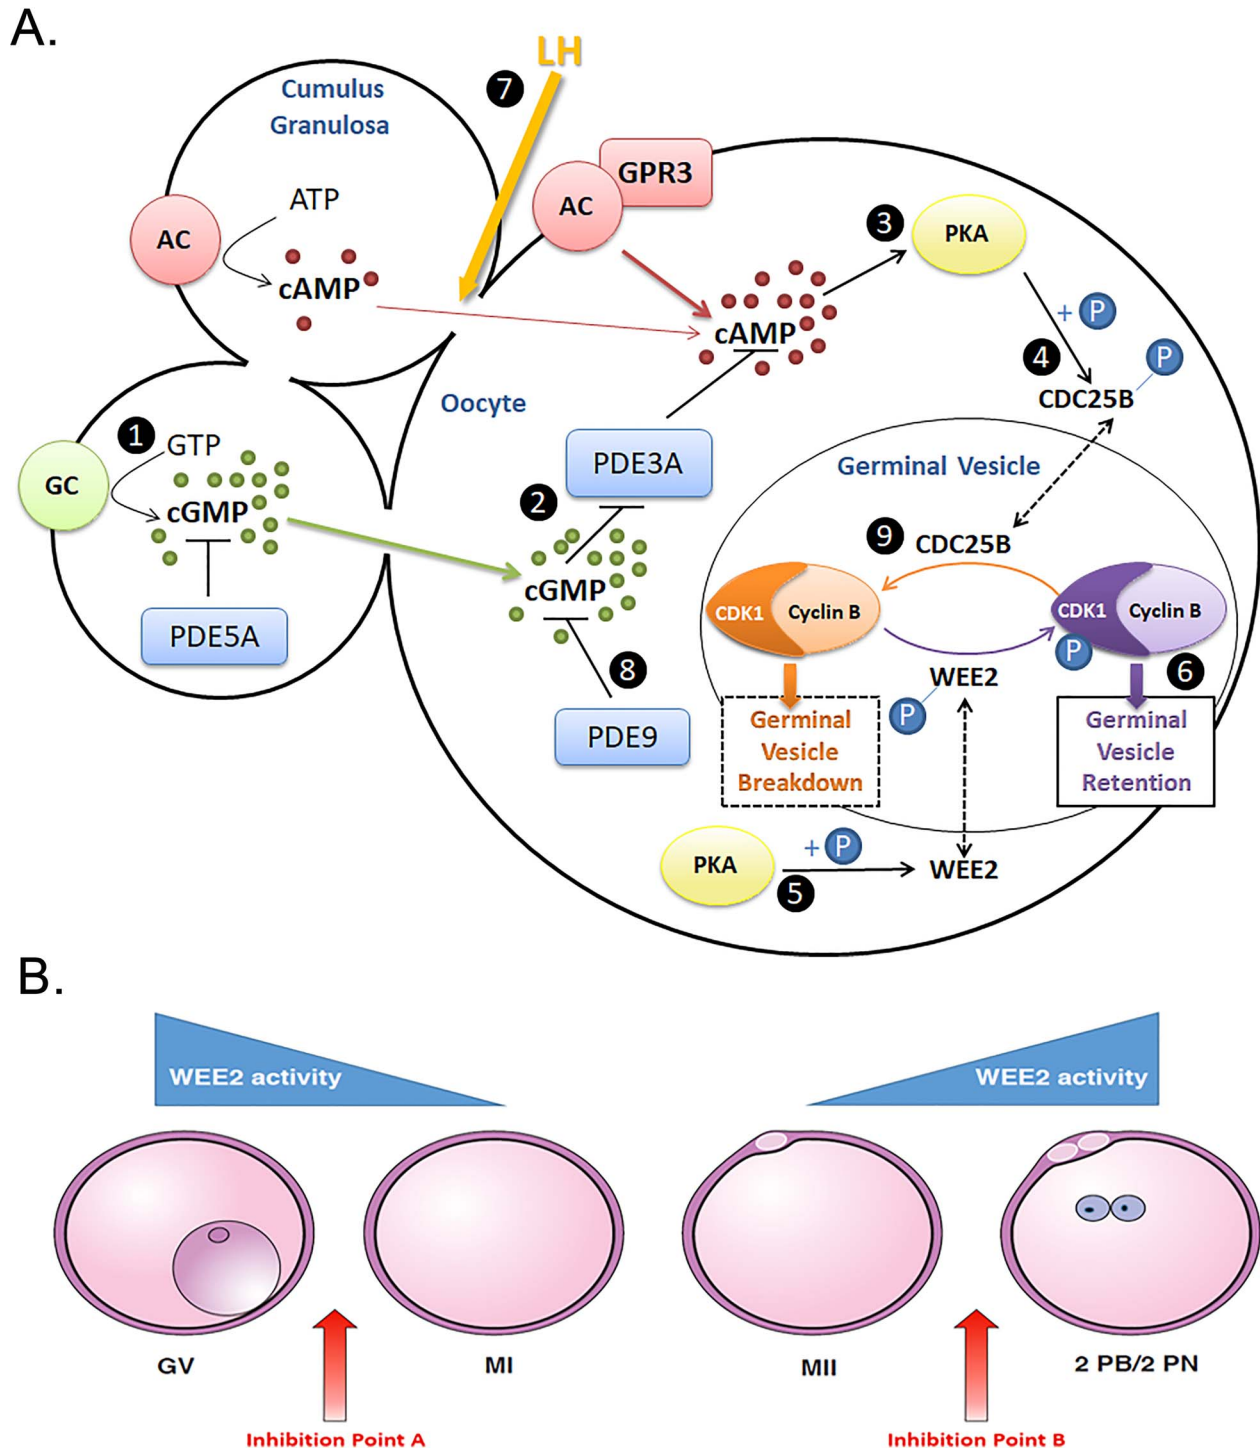 A.
LH
7
Cumulus
Granulosa
GPR3
AC
ATP
AC
cAMP
3
PKA
+ P
4
P
CDC25B
cAMP
Oocyte
1
GTP
GC
cGMP
PDE3A
2
Germinal Vesicle
9
CDC25B
cGMP
CDK1
Cyclin B
CDK1
Cyclin B
P
6
PDE5A
8
WEE2
P
PDE9
Germinal
Vesicle
Breakdown
Germinal
Vesicle
Retention
PKA
+ P
5
WEE2
B.
WEE2 activity
WEE2 activity
GV
MI
MII
2 PB/2 PN
Inhibition Point A
Inhibition Point B